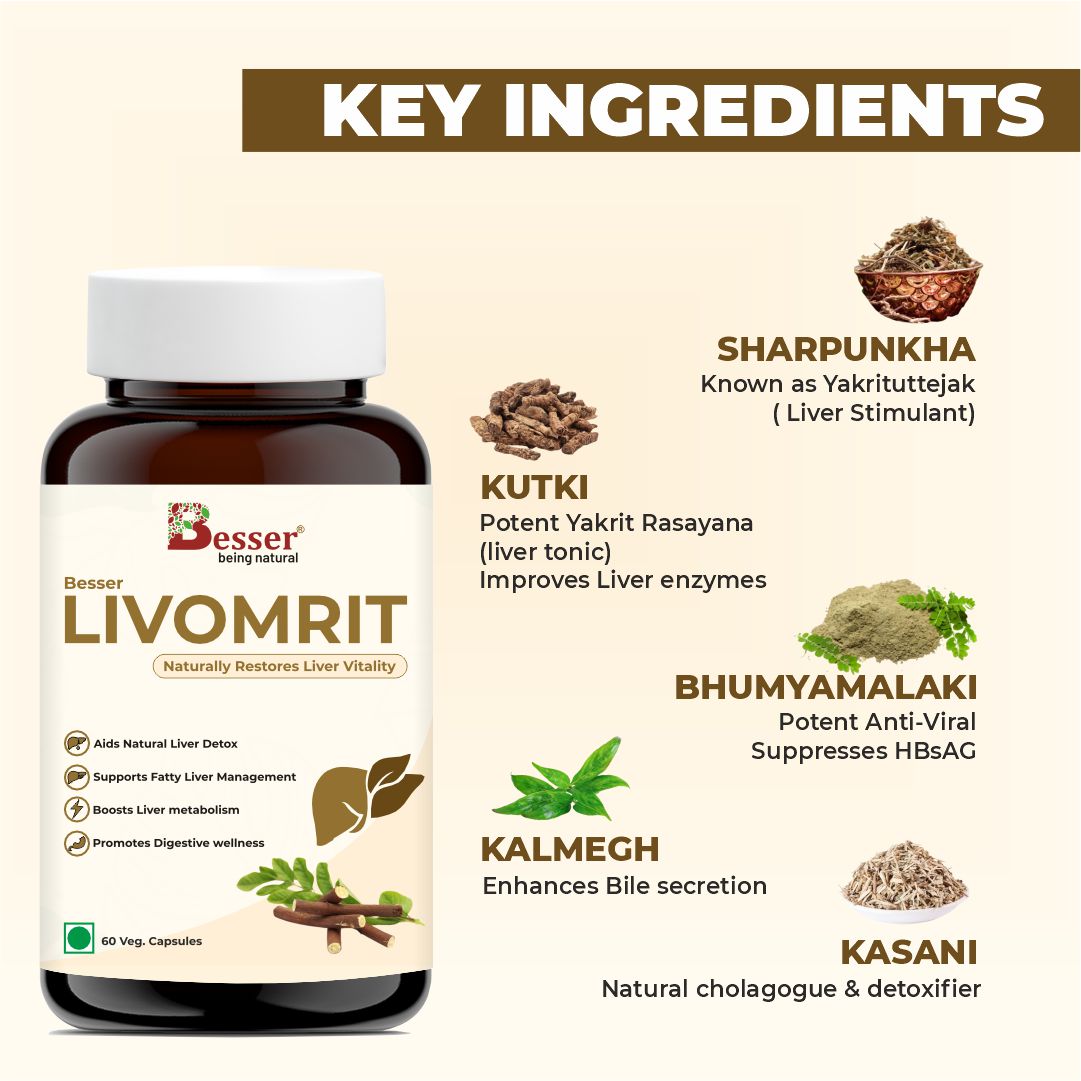 KEY INGREDIENTS
SHARPUNKHA
Known as Yakrituttejak
( Liver Stimulant)
KUTKI
Potent Yakrit Rasayana
(liver tonic)
Improves Liver enzymes
BHUMYAMALAKI
Potent Anti-Viral
Suppresses HBsAG
KALMEGH
Enhances Bile secretion
KASANI
Natural cholagogue & detoxifier
Besser®
being natural
Besser
LIVOMRIT
Naturally Restores Liver Vitality
Aids Natural Liver Detox
Supports Fatty Liver Management
Boosts Liver metabolism
Promotes Digestive wellness
60 Veg. Capsules